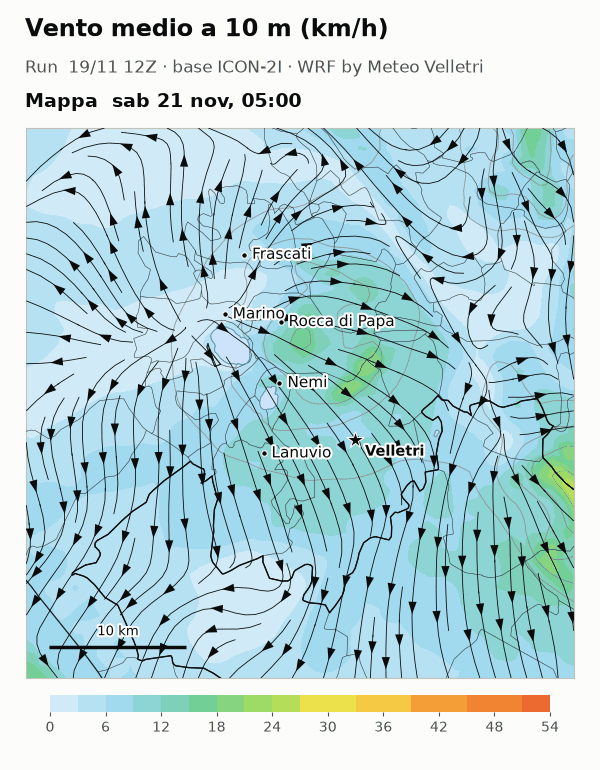 Vento medio a 10 m (km/h)
Run 19/11 12Z · base ICON-2I · WRF by Meteo Velletri
Mappa sab 21 nov, 05:00
Frascati
Marino
Rocca di Papa
Nemi
Velletri
Lanuvio
10 km
0 6 12 18 24 30 36 42 48 54